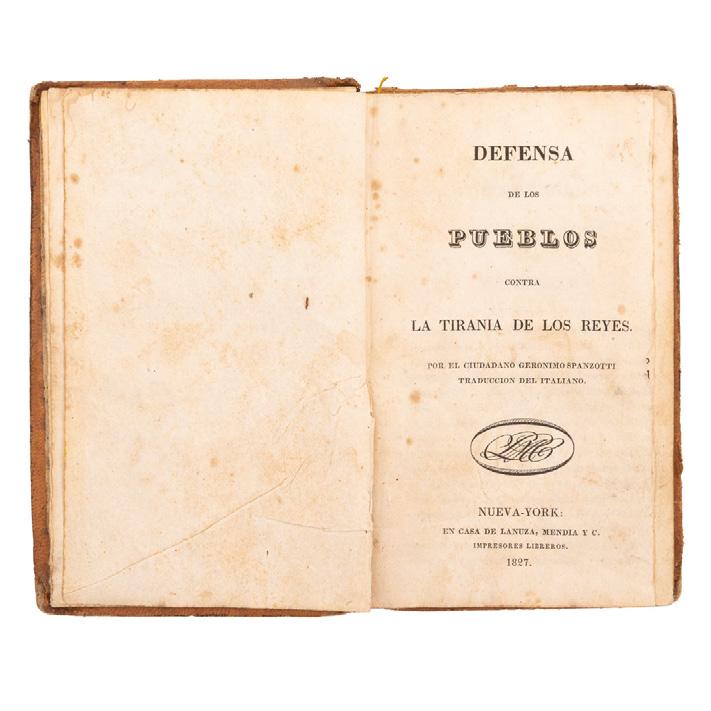 DEFENSA
DE LOS
PUEBLOS
CONTRA
LA TIRANIA DE LOS REYES.
POR EL CIUDADANO GERONIMO SPANZOTTI
TRADUCCION DEL ITALIANO.
NUEVA-YORK:
EN CASA DE LANUZA, MENDIA Y C.
IMPRESORES LIBREROS.
1827.